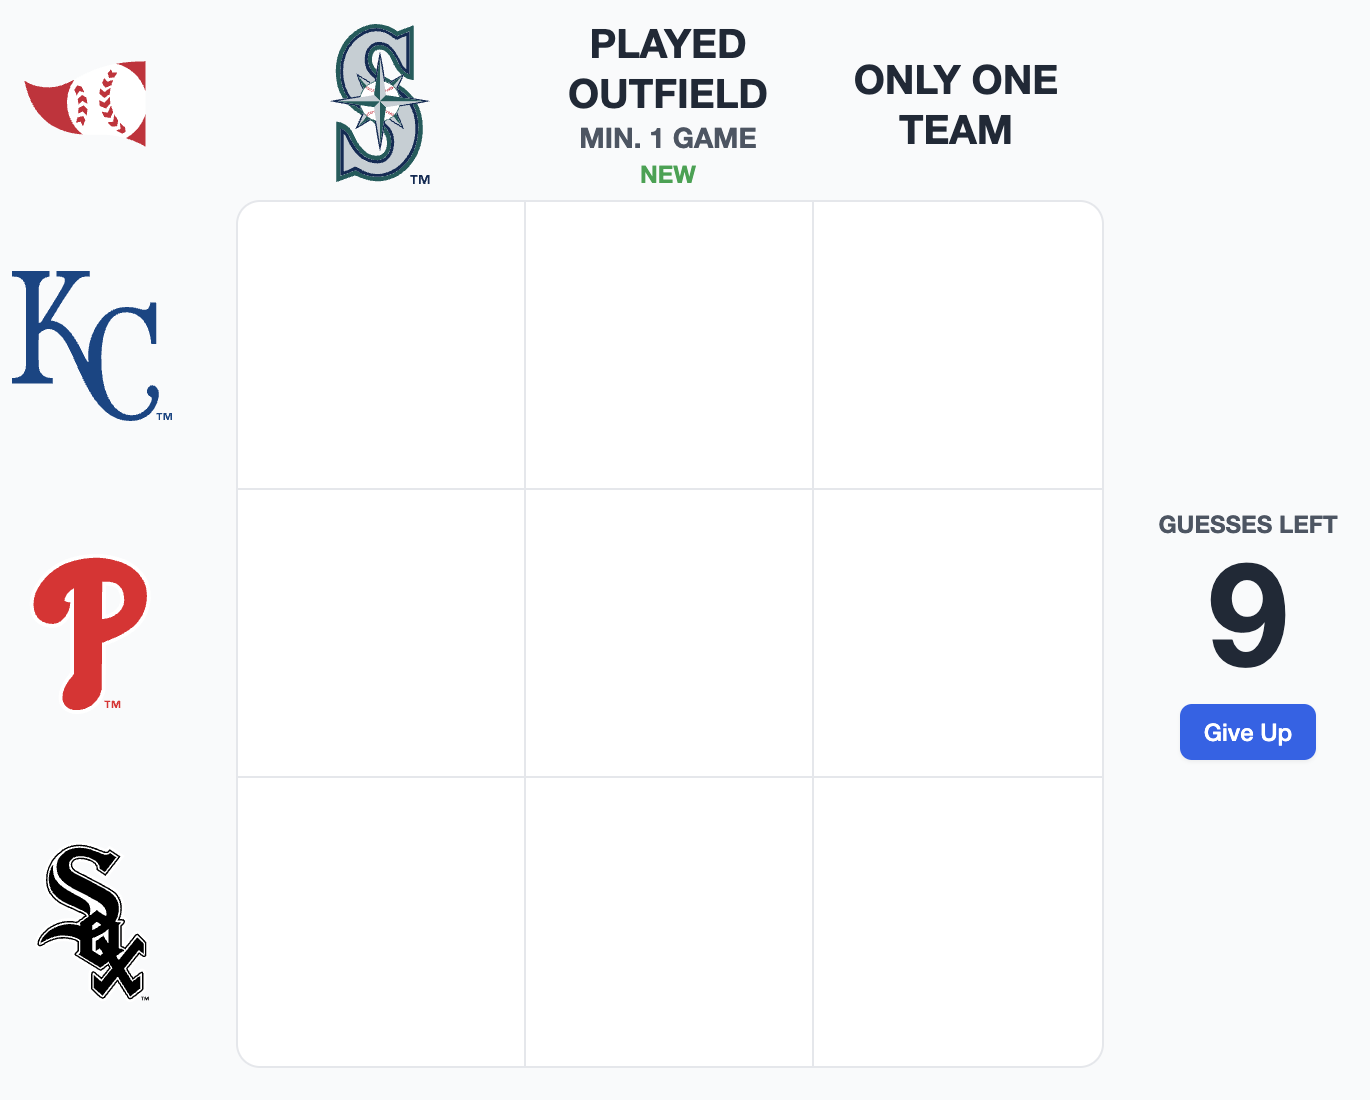 S
TM
PLAYED
OUTFIELD
MIN. 1 GAME
NEW
ONLY ONE
TEAM
KC
TM
GUESSES LEFT
9
Give Up
P
TM
Sox
TM